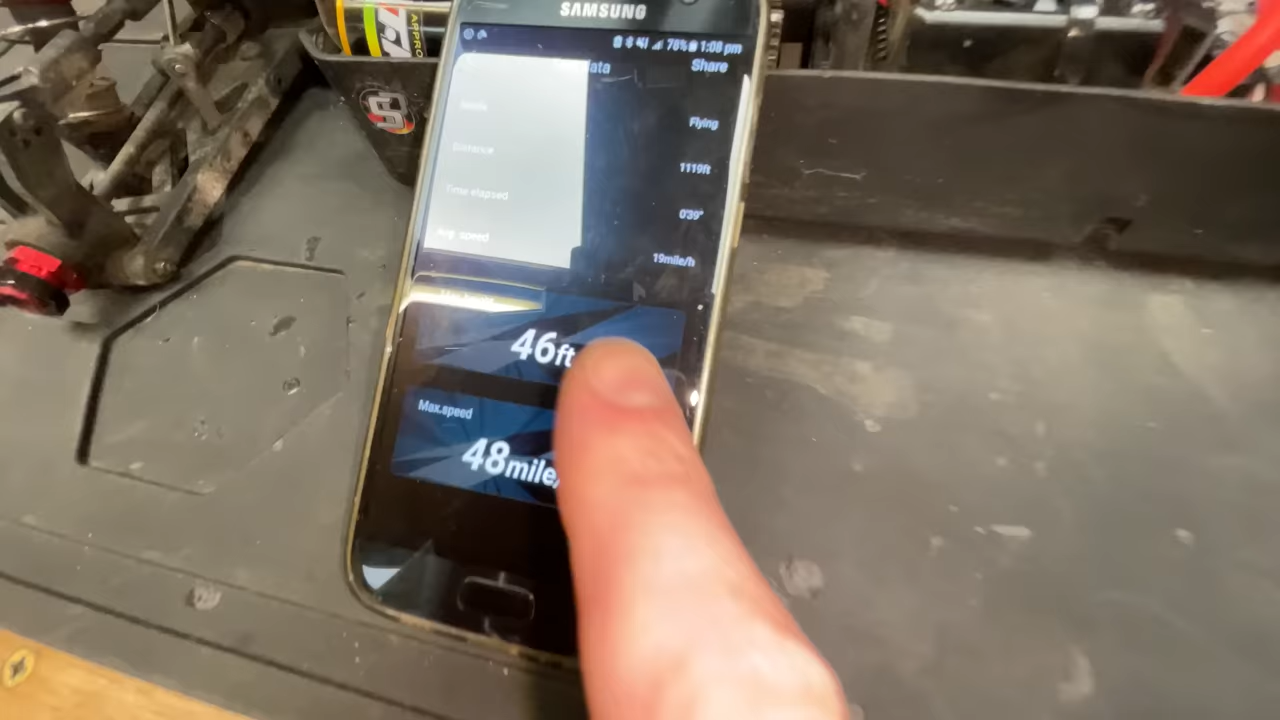 SAMSUNG
78% 1:08 pm
ata Share
Flying
Distance 1119ft
Time elapsed 0'39"
Avg. speed 19mile/h
46ft
Max.speed
48mile/